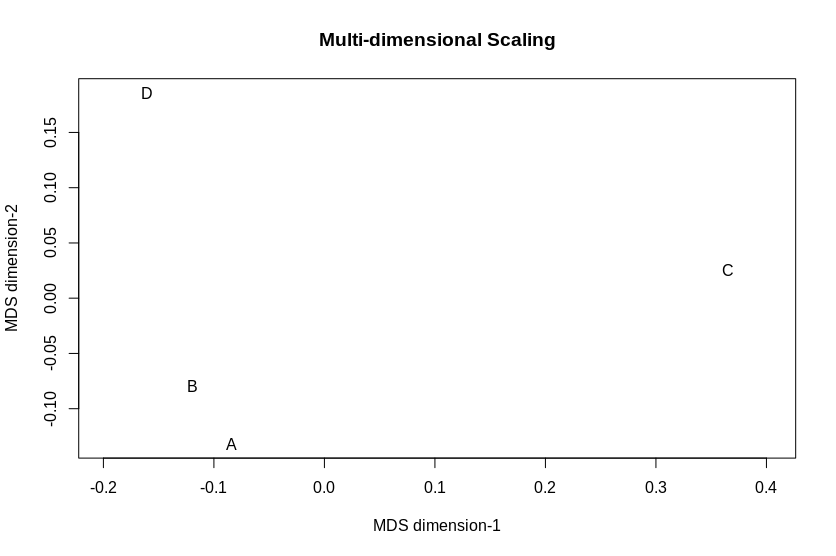 Multi-dimensional Scaling
D
0.15
0.10
0.05
C
0.00
MDS dimension-2
-0.05
B
-0.10
A
-0.2 -0.1 0.0 0.1 0.2 0.3 0.4
MDS dimension-1